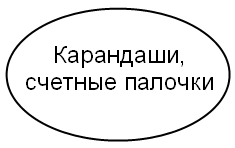 Карандаши,
счетные палочки